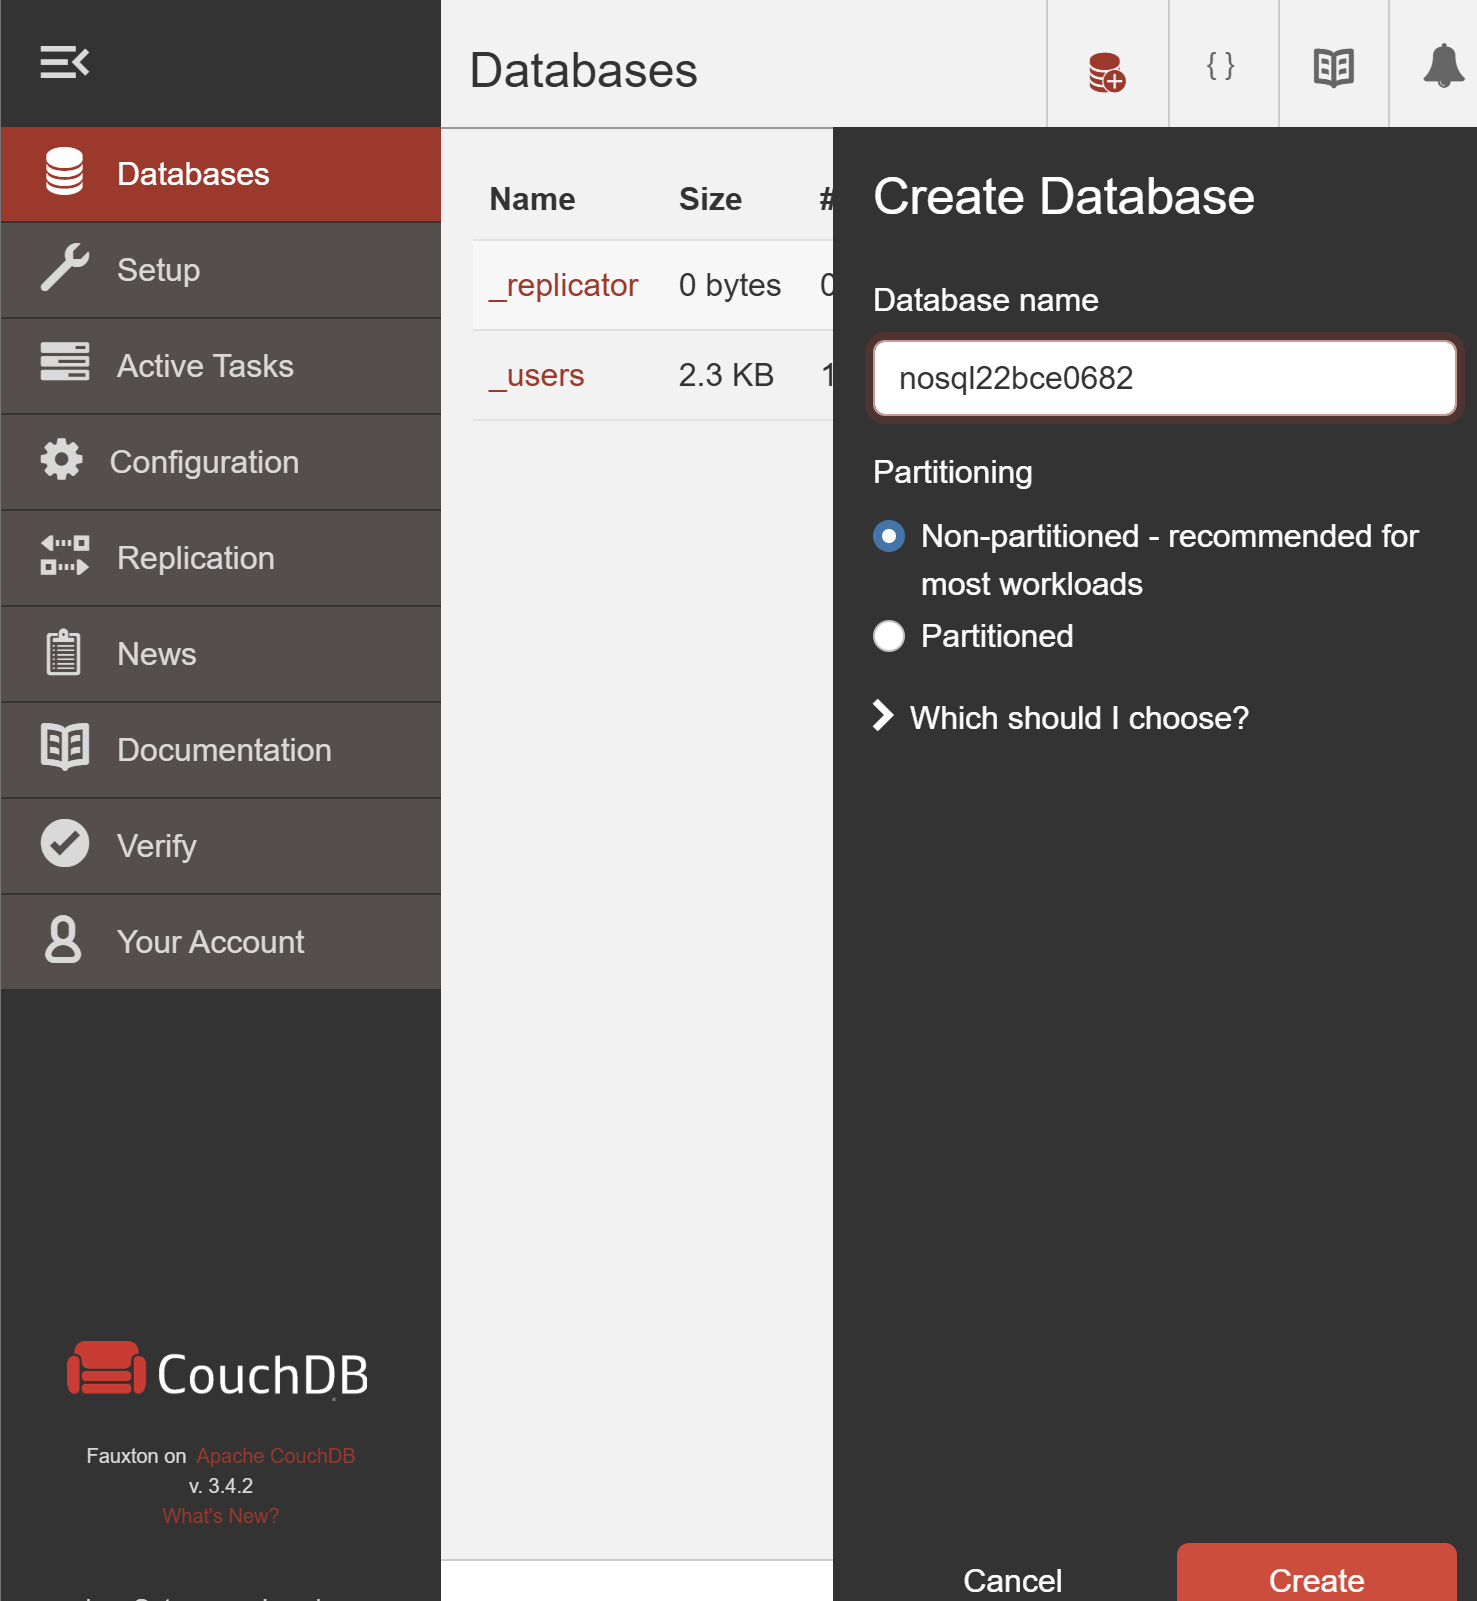 Databases
{ }
Databases
Setup
Active Tasks
Configuration
Replication
News
Documentation
Verify
Your Account
CouchDB
Fauxton on Apache CouchDB
v. 3.4.2
What's New?
Name Size #
_replicator 0 bytes 0
_users 2.3 KB 1
Create Database
Database name
nosql22bce0682
Partitioning
Non-partitioned - recommended for
most workloads
Partitioned
Which should I choose?
Cancel Create